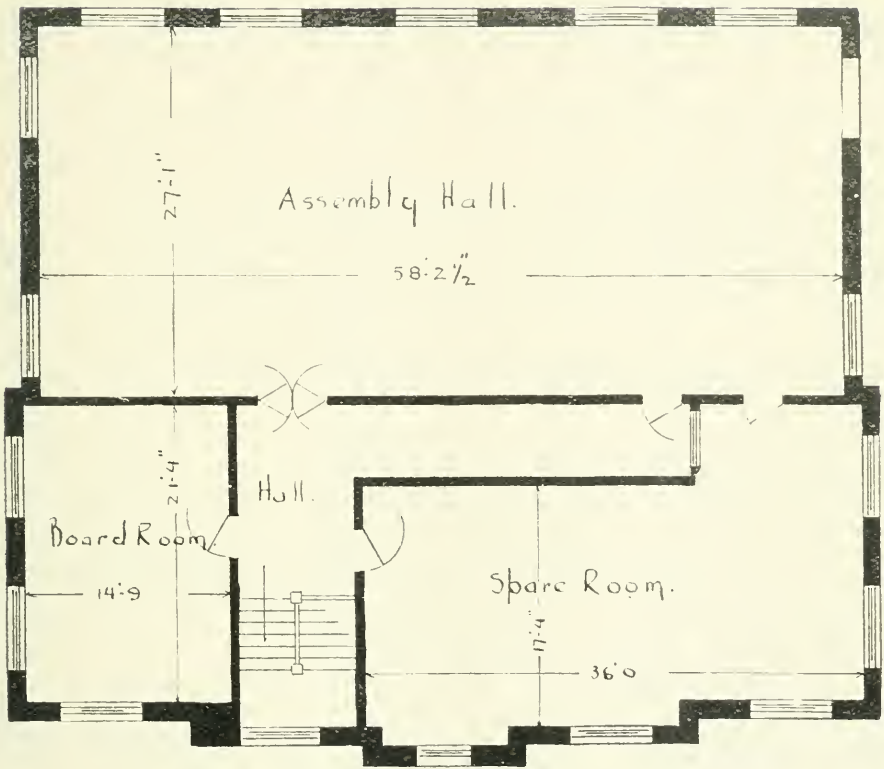 27'-1"
Assembly Hall.
58'-2½"
21'-4"
Hall.
Board Room.
Spare Room.
14'-9
17'-4"
36'0